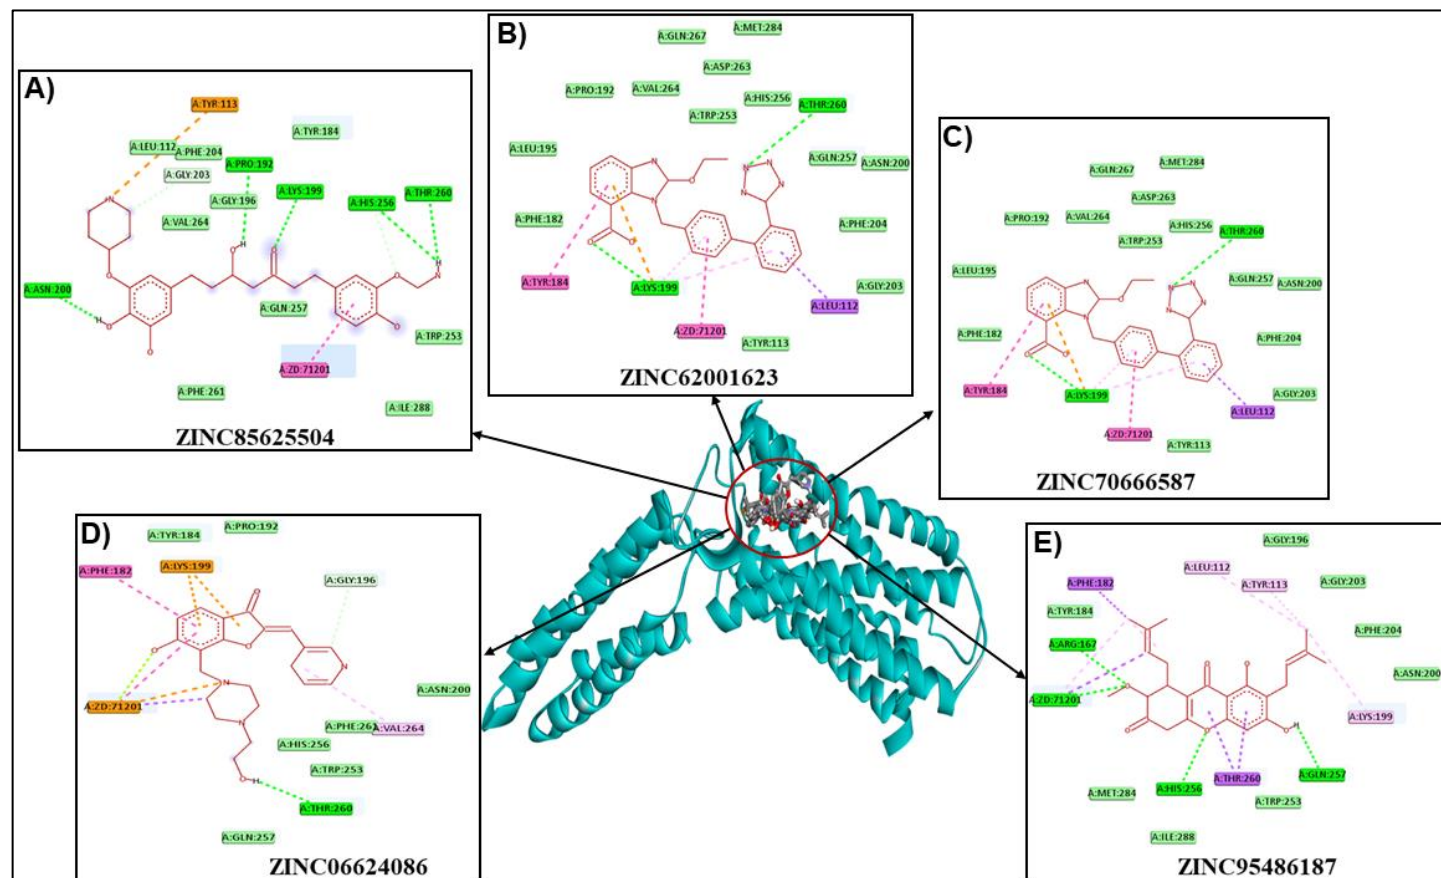 A)
A:TYR:113
A:TYR:184
A:LEU:112
A:PHE:204
A:PRO:192
A:GLY:203
A:LYS:199
A:THR:260
A:GLY:196
A:HIS:256
A:VAL:264
N
H
O
O
H
O
O
N
H
A:ASN:200
A:GLN:257
H
O
O
O
A:TRP:253
A:ZD:71201
A:PHE:261
A:ILE:288
ZINC85625504
B)
A:MET:284
A:GLN:267
A:ASP:263
A:PRO:192
A:VAL:264
A:HIS:256
A:THR:260
A:TRP:253
A:LEU:195
A:GLN:257
A:ASN:200
N
O
N
N
N
N
N
A:PHE:182
A:PHE:204
O
O
A:TYR:184
A:LYS:199
A:GLY:203
A:LEU:112
A:ZD:71201
A:TYR:113
ZINC62001623
C)
A:MET:284
A:GLN:267
A:ASP:263
A:PRO:192
A:VAL:264
A:HIS:256
A:THR:260
A:TRP:253
A:LEU:195
A:GLN:257
A:ASN:200
N
O
N
N
N
N
N
A:PHE:182
A:PHE:204
O
O
A:TYR:184
A:LYS:199
A:GLY:203
A:LEU:112
A:ZD:71201
A:TYR:113
ZINC70666587
D)
A:PRO:192
A:TYR:184
A:PHE:182
A:LYS:199
A:GLY:196
O
O
O
N
N
A:ASN:200
A:ZD:71201
N
A:PHE:261
A:VAL:264
A:HIS:256
A:TRP:253
O
H
A:THR:260
A:GLN:257
ZINC06624086
E)
A:GLY:196
A:LEU:112
A:PHE:182
A:TYR:113
A:GLY:203
A:TYR:184
A:PHE:204
A:ARG:167
A:ASN:200
O
O
O
A:ZD:71201
A:LYS:199
O
O
O
H
A:THR:260
A:GLN:257
A:HIS:256
A:MET:284
A:TRP:253
A:ILE:288
ZINC95486187